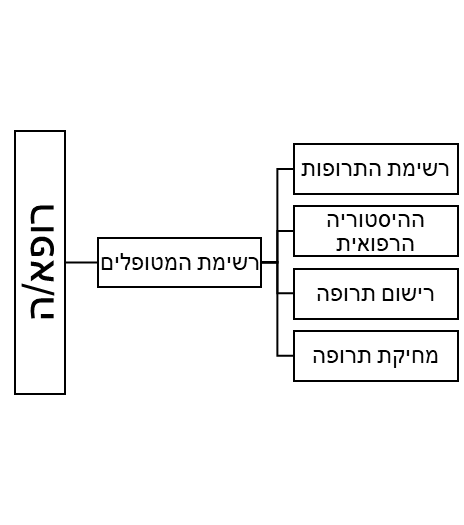 רופא/ה
רשימת המטופלים
רשימת התרופות
ההיסטוריה
הרפואית
רישום תרופה
מחיקת תרופה